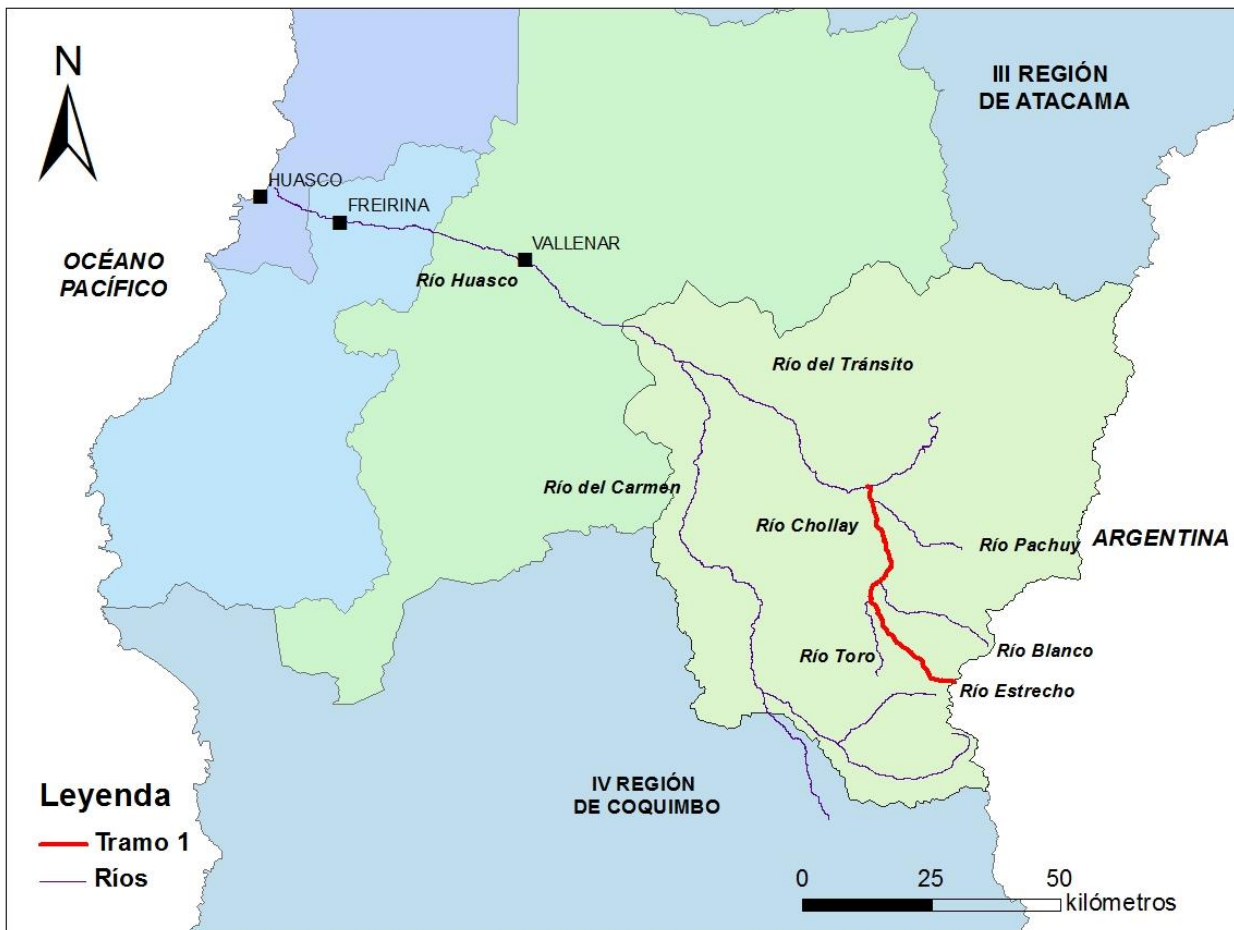 N
III REGIÓN
DE ATACAMA
HUASCO
FREIRINA
VALLENAR
OCÉANO
PACÍFICO
Río Huasco
Río del Tránsito
Río del Carmen
Río Chollay
Río Pachuy
ARGENTINA
Río Toro
Río Blanco
Río Estrecho
IV REGIÓN
DE COQUIMBO
Leyenda
Tramo 1
Ríos
0 25 50
kilómetros